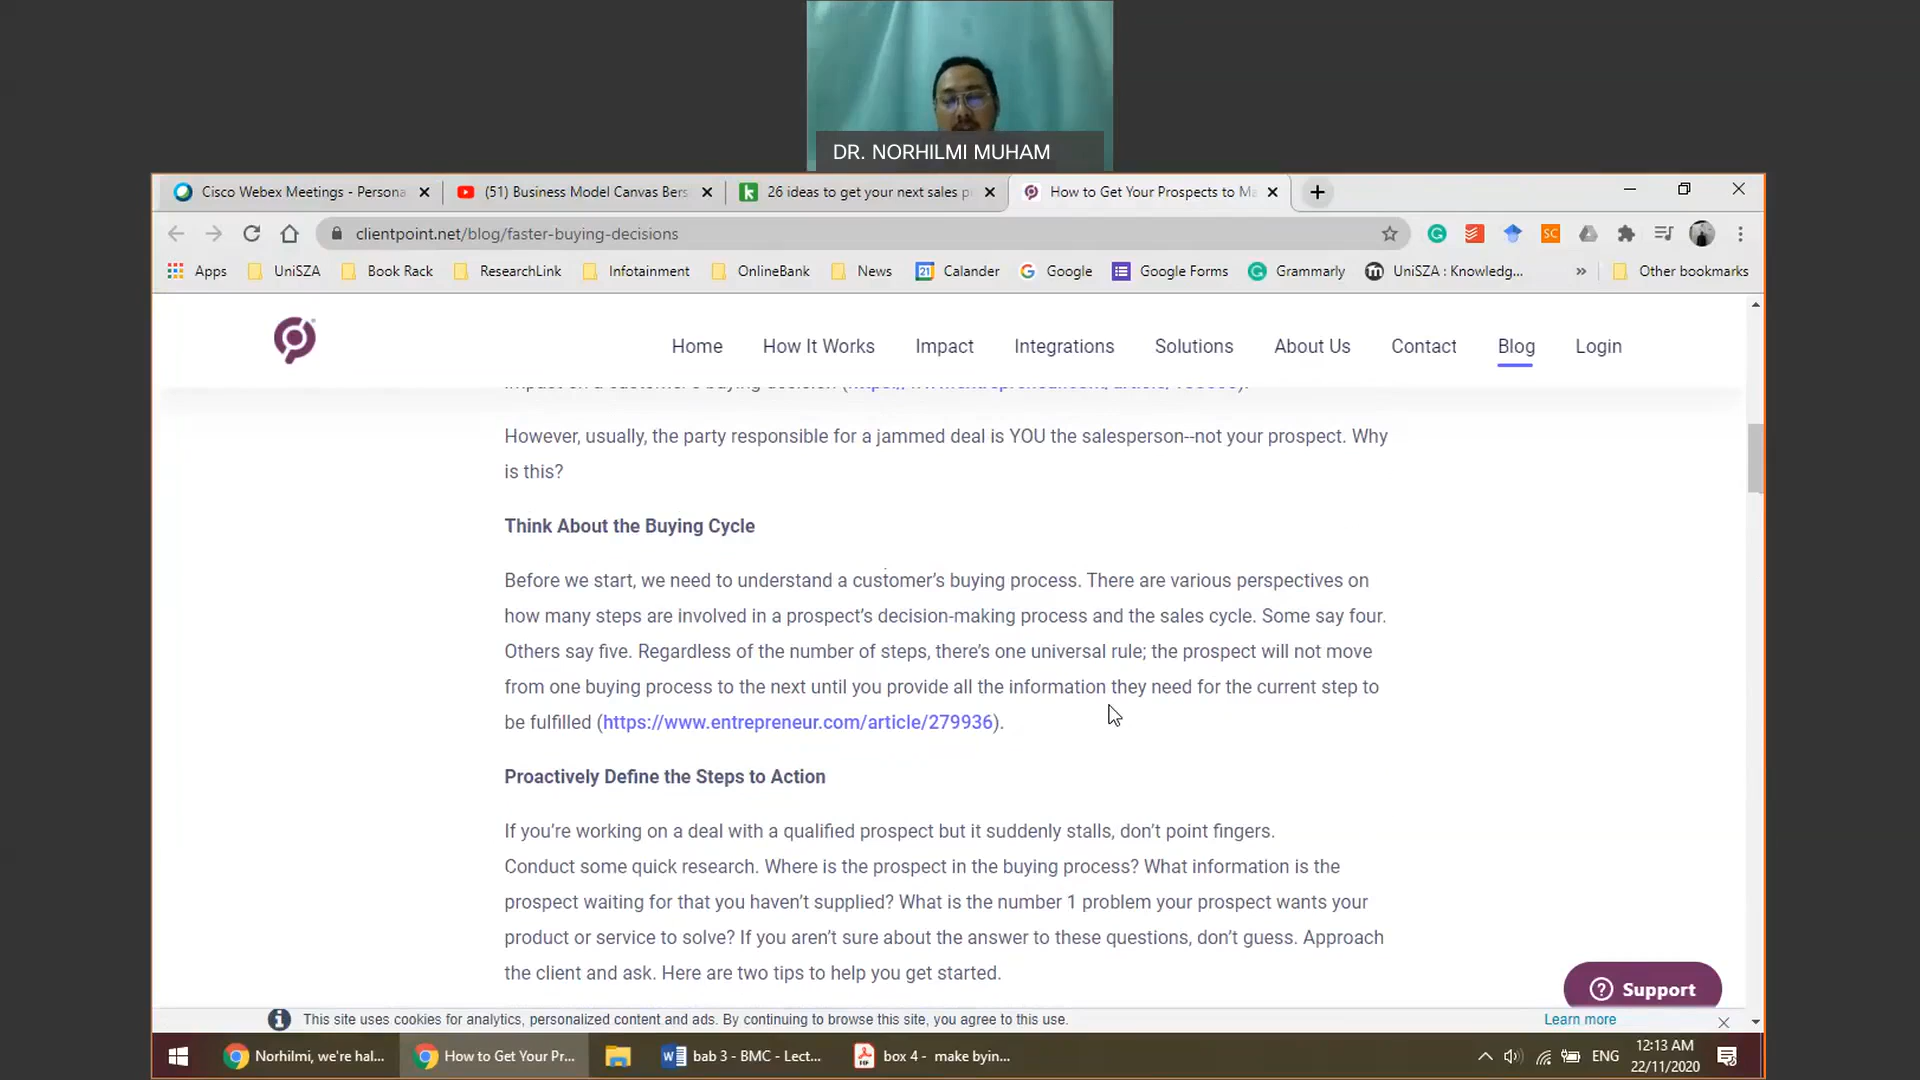 DR. NORHILMI MUHAM
Cisco Webex Meetings - Persona
(51) Business Model Canvas Bers
26 ideas to get your next sales p
How to Get Your Prospects to Ma
clientpoint.net/blog/faster-buying-decisions
SC
Apps
UniSZA
Book Rack
ResearchLink
Infotainment
OnlineBank
News
21 Calander
Google
Google Forms
Grammarly
UniSZA : Knowledg...
Other bookmarks
Home
How It Works
Impact
Integrations
Solutions
About Us
Contact
Blog
Login
However, usually, the party responsible for a jammed deal is YOU the salesperson--not your prospect. Why
is this?
Think About the Buying Cycle
Before we start, we need to understand a customer's buying process. There are various perspectives on
how many steps are involved in a prospect's decision-making process and the sales cycle. Some say four.
Others say five. Regardless of the number of steps, there's one universal rule; the prospect will not move
from one buying process to the next until you provide all the information they need for the current step to
be fulfilled (https://www.entrepreneur.com/article/279936).
Proactively Define the Steps to Action
If you're working on a deal with a qualified prospect but it suddenly stalls, don't point fingers.
Conduct some quick research. Where is the prospect in the buying process? What information is the
prospect waiting for that you haven't supplied? What is the number 1 problem your prospect wants your
product or service to solve? If you aren't sure about the answer to these questions, don't guess. Approach
the client and ask. Here are two tips to help you get started.
Support
This site uses cookies for analytics, personalized content and ads. By continuing to browse this site, you agree to this use.
Learn more
Norhilmi, we're hal...
How to Get Your Pr...
bab 3 - BMC - Lect...
box 4 - make byin...
ENG
12:13 AM
22/11/2020